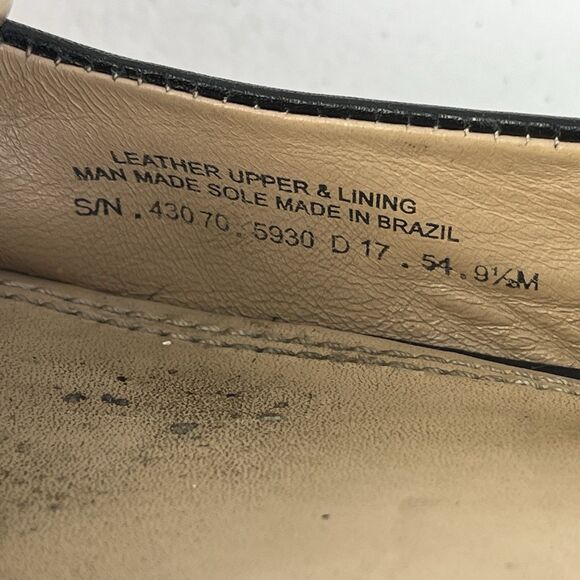 LEATHER UPPER & LINING
MAN MADE SOLE MADE IN BRAZIL
S/N . 43070 . 5930 D 17 . 54 . 9½M